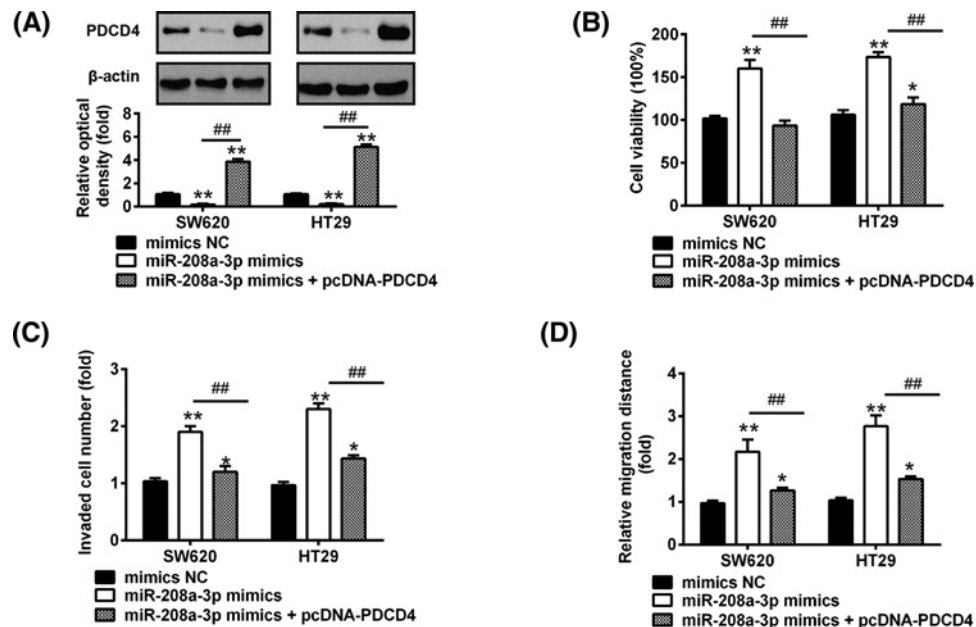 (A)
PDCD4
β-actin
Relative optical
density (fold)
8
6
4
2
0
**
##
**
**
##
**
SW620
HT29
mimics NC
miR-208a-3p mimics
miR-208a-3p mimics + pcDNA-PDCD4
(B)
Cell viability (100%)
200
150
100
50
0
**
##
**
##
*
SW620
HT29
mimics NC
miR-208a-3p mimics
miR-208a-3p mimics + pcDNA-PDCD4
(C)
Invaded cell number (fold)
3
2
1
0
**
##
*
**
##
*
SW620
HT29
mimics NC
miR-208a-3p mimics
miR-208a-3p mimics + pcDNA-PDCD4
(D)
Relative migration distance
(fold)
4
3
2
1
0
**
##
*
**
##
*
SW620
HT29
mimics NC
miR-208a-3p mimics
miR-208a-3p mimics + pcDNA-PDCD4